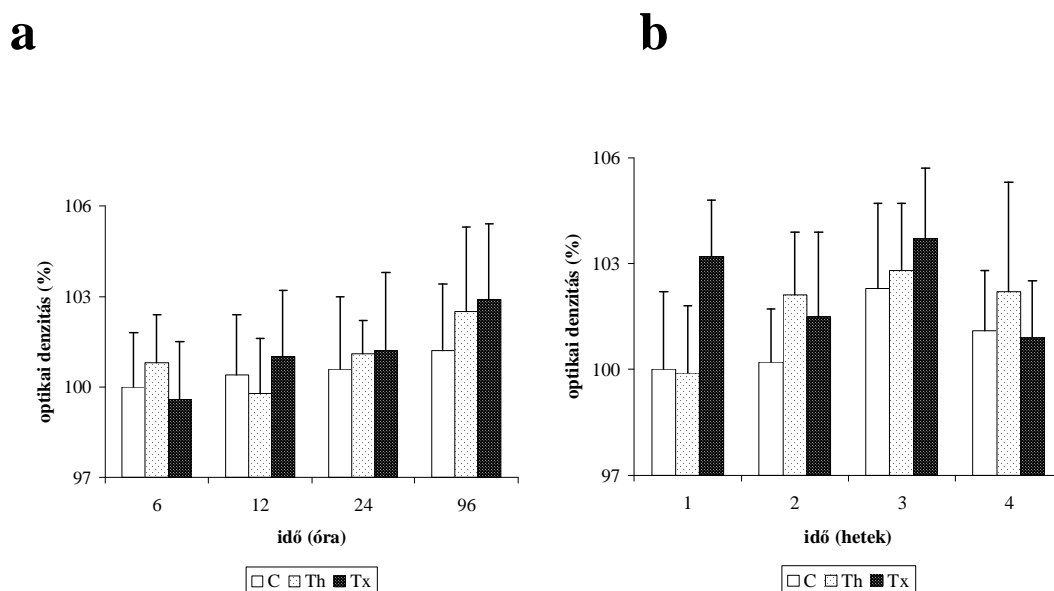 a
106
103
100
97
optikai denzitás (%)
6 12 24 96
idő (óra)
C Th Tx
b
106
103
100
97
optikai denzitás (%)
1 2 3 4
idő (hetek)
C Th Tx